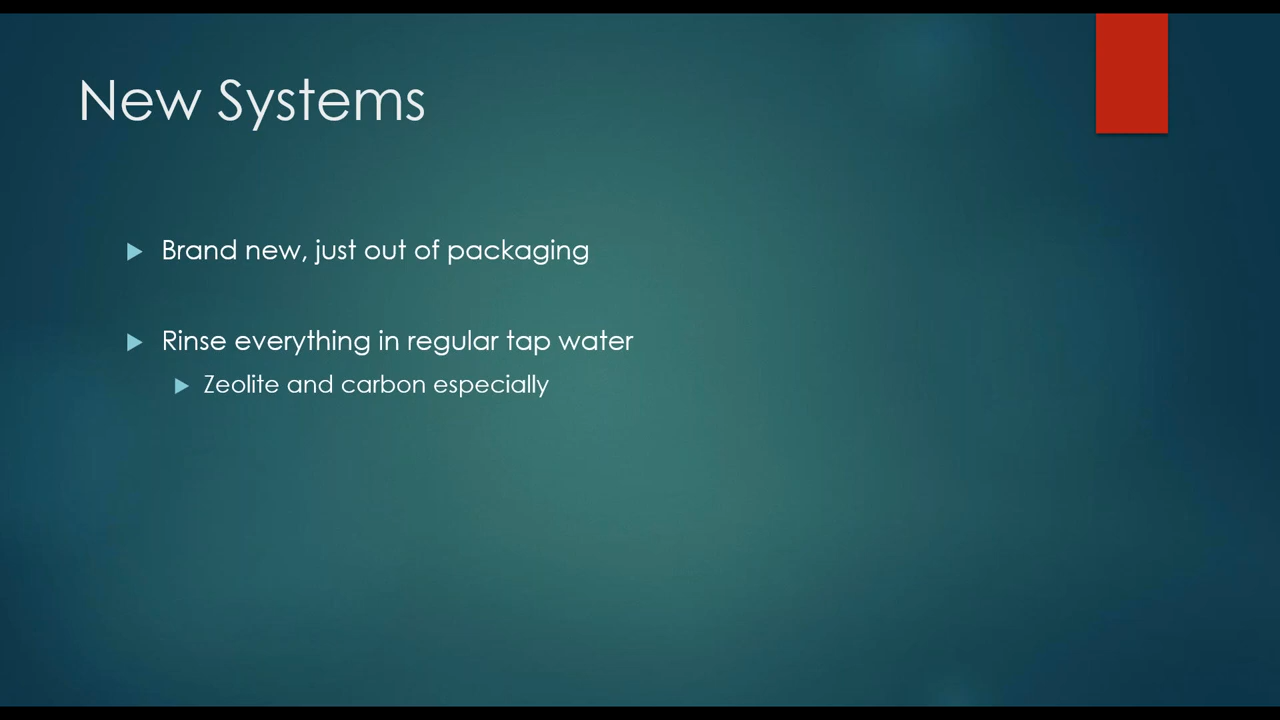 New Systems
Brand new, just out of packaging
Rinse everything in regular tap water
Zeolite and carbon especially